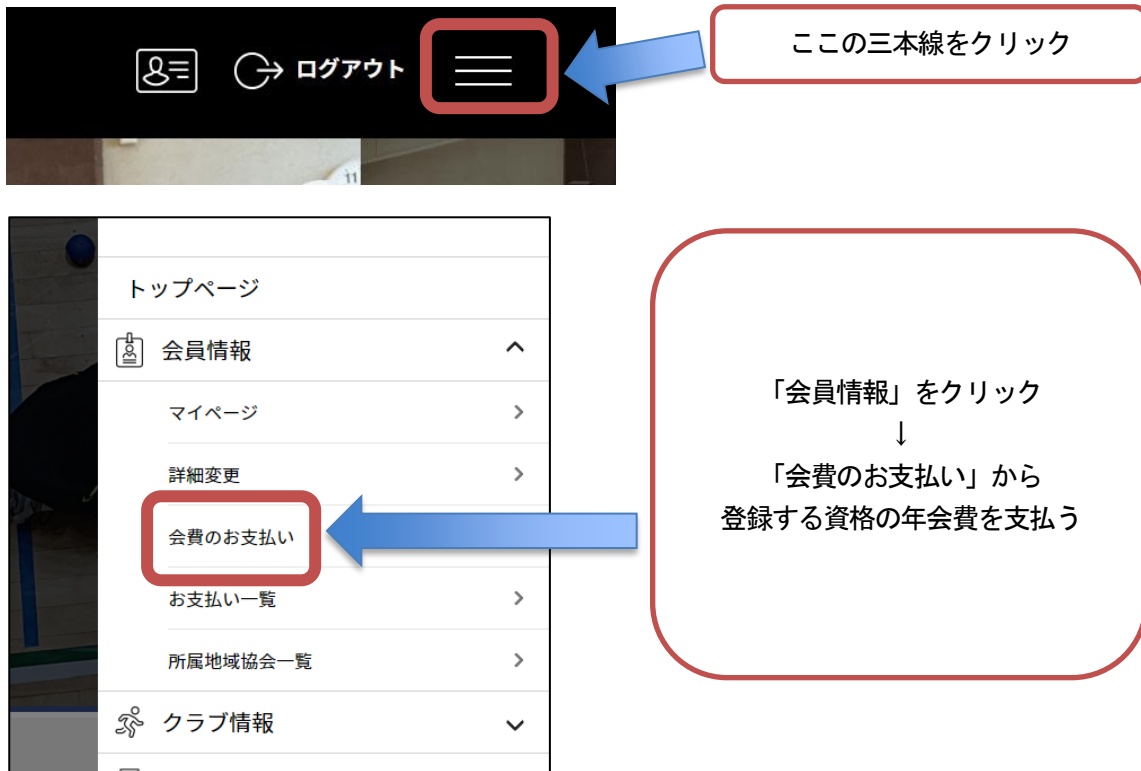 ログアウト
ここの三本線をクリック
11
トップページ
会員情報
マイページ
詳細変更
会費のお支払い
お支払い一覧
所属地域協会一覧
クラブ情報
「会員情報」をクリック
↓
「会費のお支払い」から
登録する資格の年会費を支払う